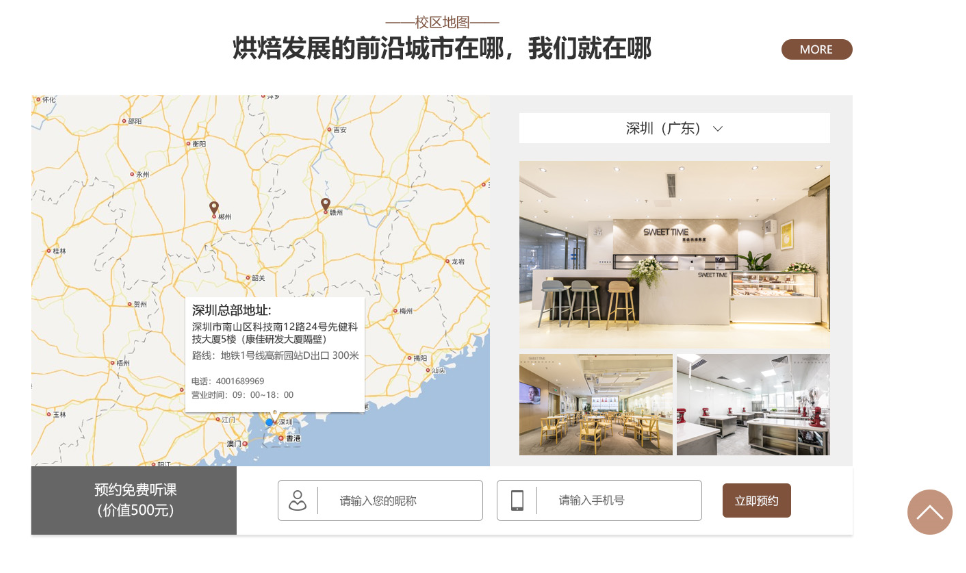 ——校区地图——
烘焙发展的前沿城市在哪，我们就在哪
MORE
怀化
萍乡
邵阳
吉安
衡阳
永州
郴州
赣州
桂林
龙岩
韶关
贺州
梅州
梧州
揭阳
汕头
玉林
江门
深圳
澳门
香港
阳江
深圳总部地址:
深圳市南山区科技南12路24号先健科
技大厦5楼（康佳研发大厦隔壁）
路线：地铁1号线高新园站D出口 300米
电话：4001689969
营业时间：09：00~18：00
深圳（广东）
SWEET TIME
SWEET TIME
预约免费听课
(价值500元)
请输入您的昵称
请输入手机号
立即预约